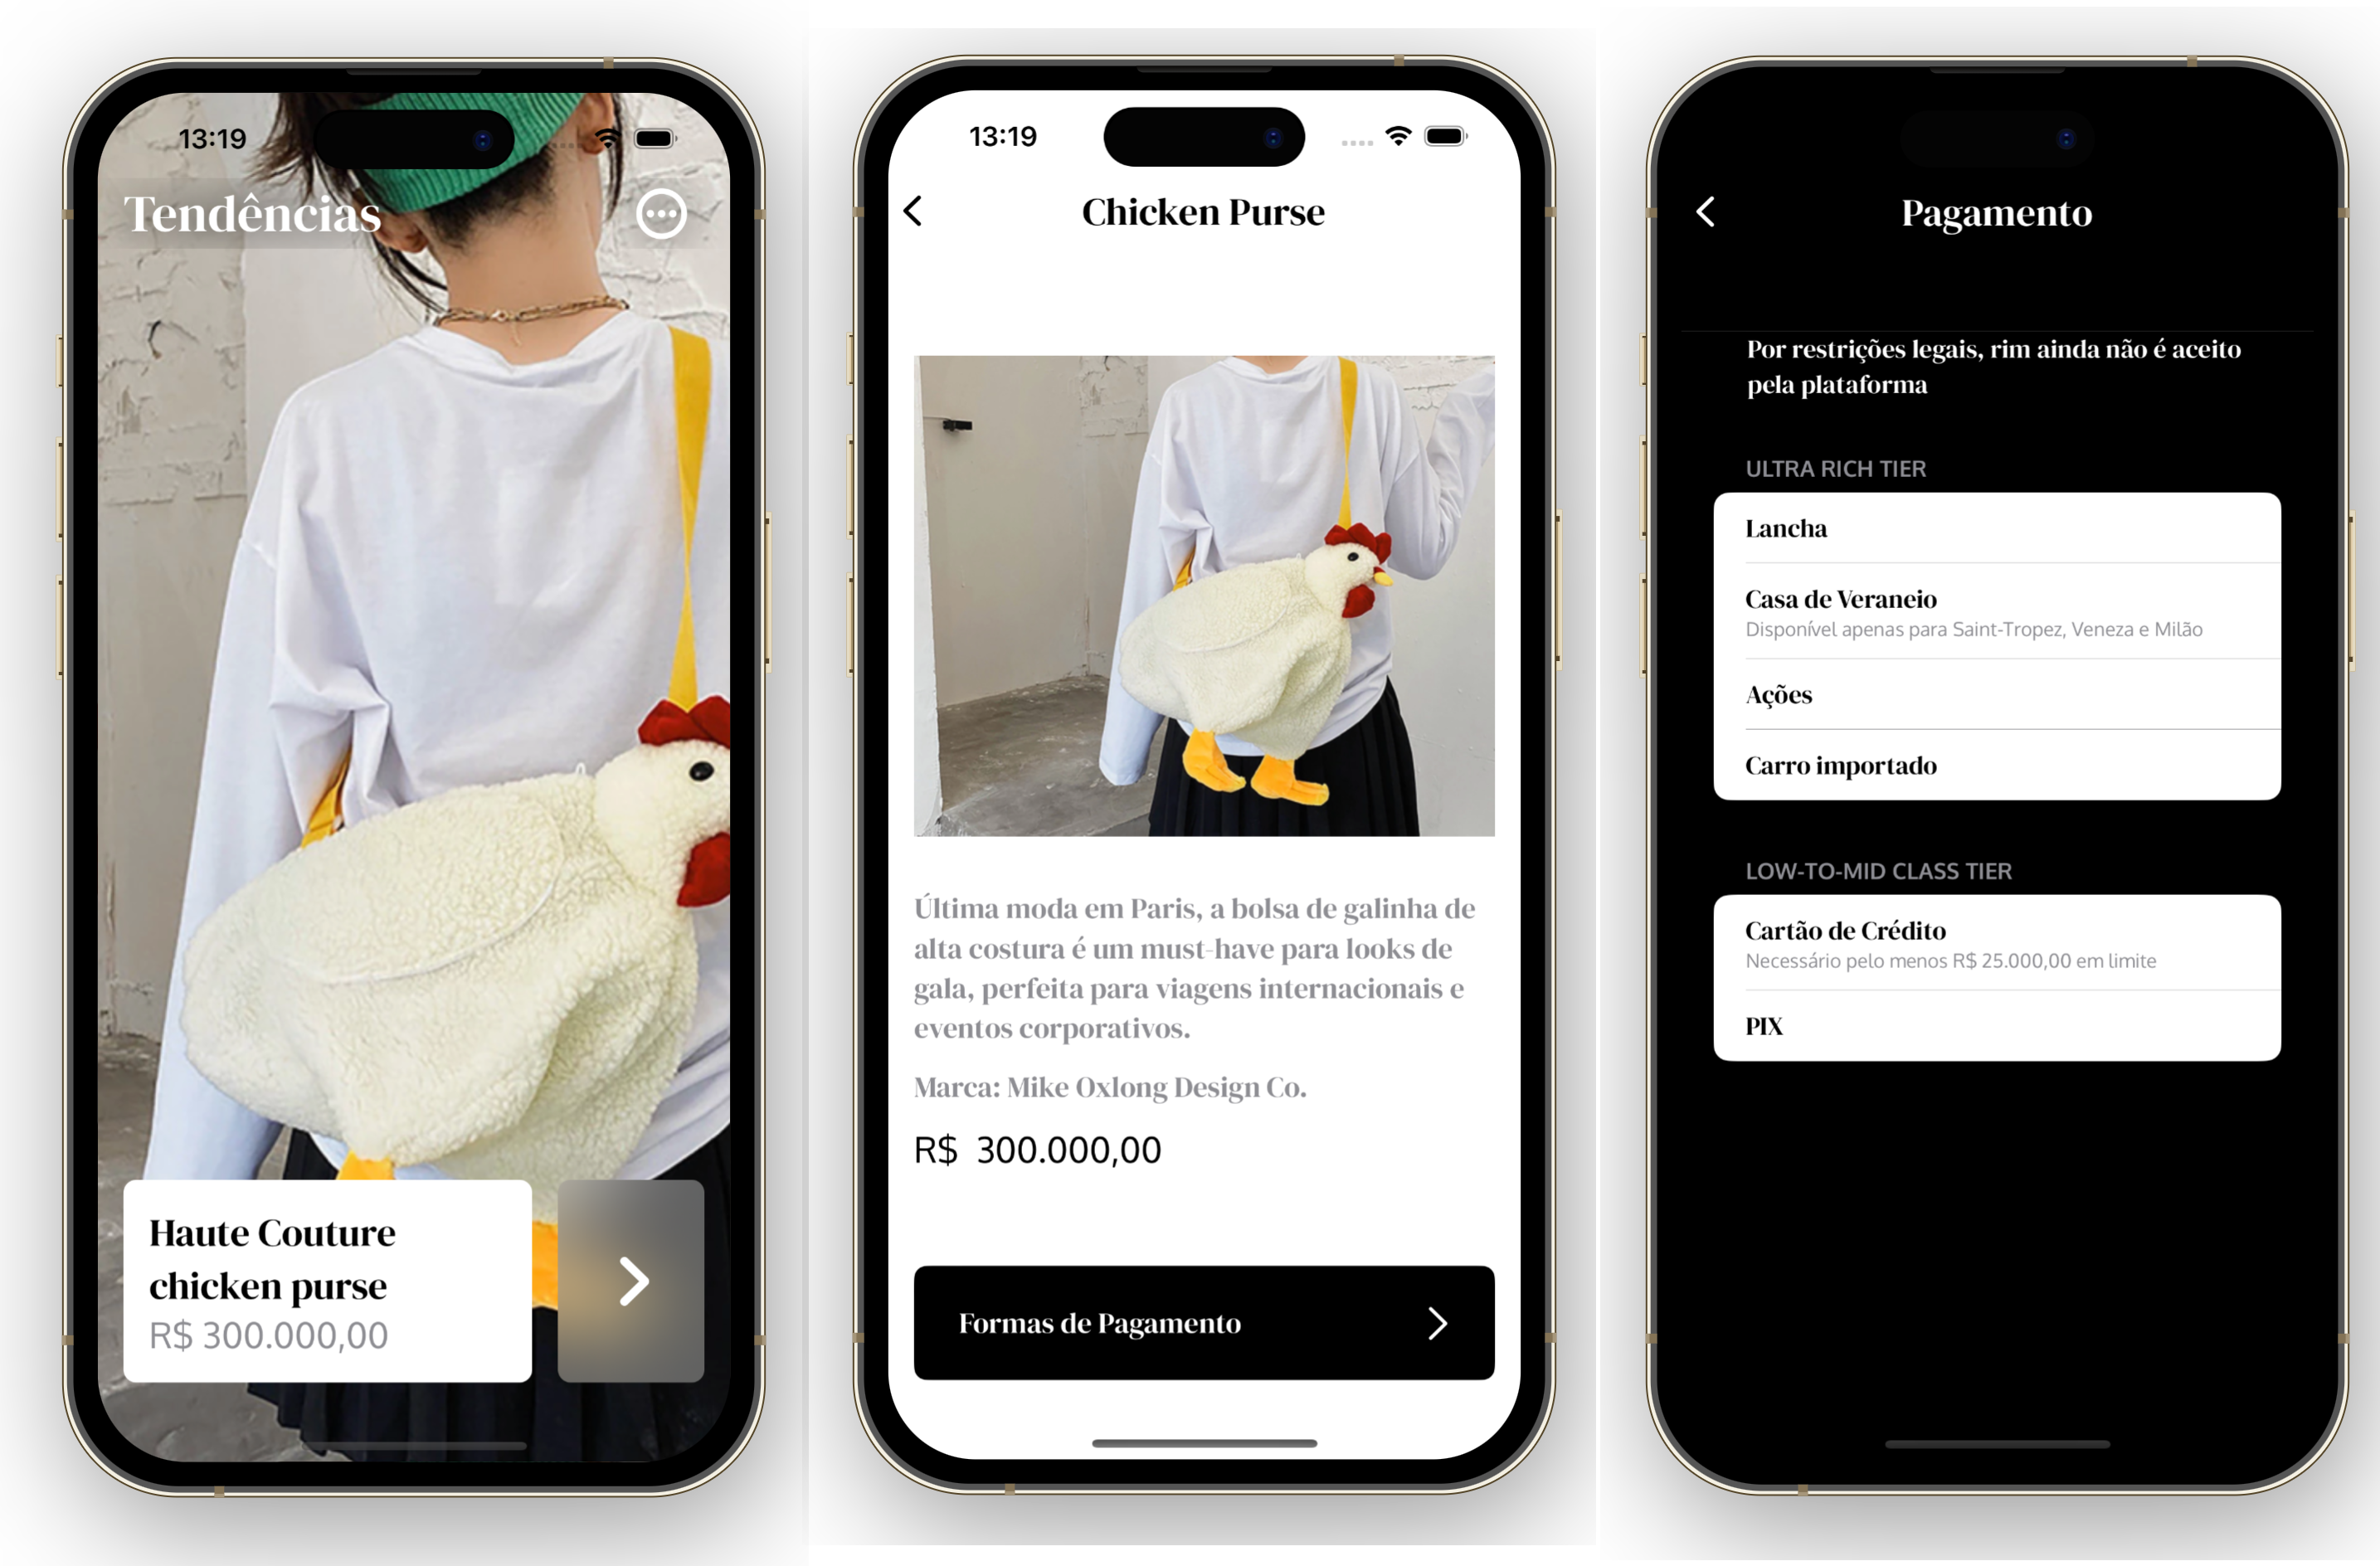 13:19
Tendências
Haute Couture
chicken purse
R$ 300.000,00
13:19
Chicken Purse
Última moda em Paris, a bolsa de galinha de
alta costura é um must-have para looks de
gala, perfeita para viagens internacionais e
eventos corporativos.
Marca: Mike Oxlong Design Co.
R$ 300.000,00
Formas de Pagamento
Pagamento
Por restrições legais, rim ainda não é aceito
pela plataforma
ULTRA RICH TIER
Lancha
Casa de Veraneio
Disponível apenas para Saint-Tropez, Veneza e Milão
Ações
Carro importado
LOW-TO-MID CLASS TIER
Cartão de Crédito
Necessário pelo menos R$ 25.000,00 em limite
PIX